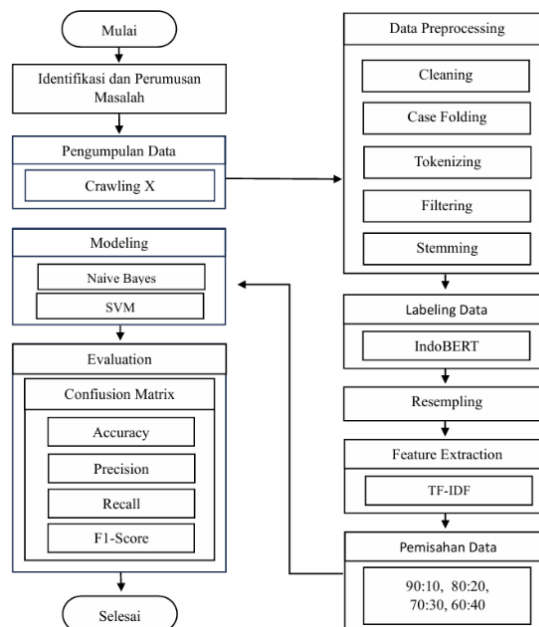 Mulai
Identifikasi dan Perumusan
Masalah
Pengumpulan Data
Crawling X
Data Preprocessing
Cleaning
Case Folding
Tokenizing
Filtering
Stemming
Labeling Data
IndoBERT
Resempling
Feature Extraction
TF-IDF
Pemisahan Data
90:10, 80:20,
70:30, 60:40
Modeling
Naive Bayes
SVM
Evaluation
Confiusion Matrix
Accuracy
Precision
Recall
F1-Score
Selesai